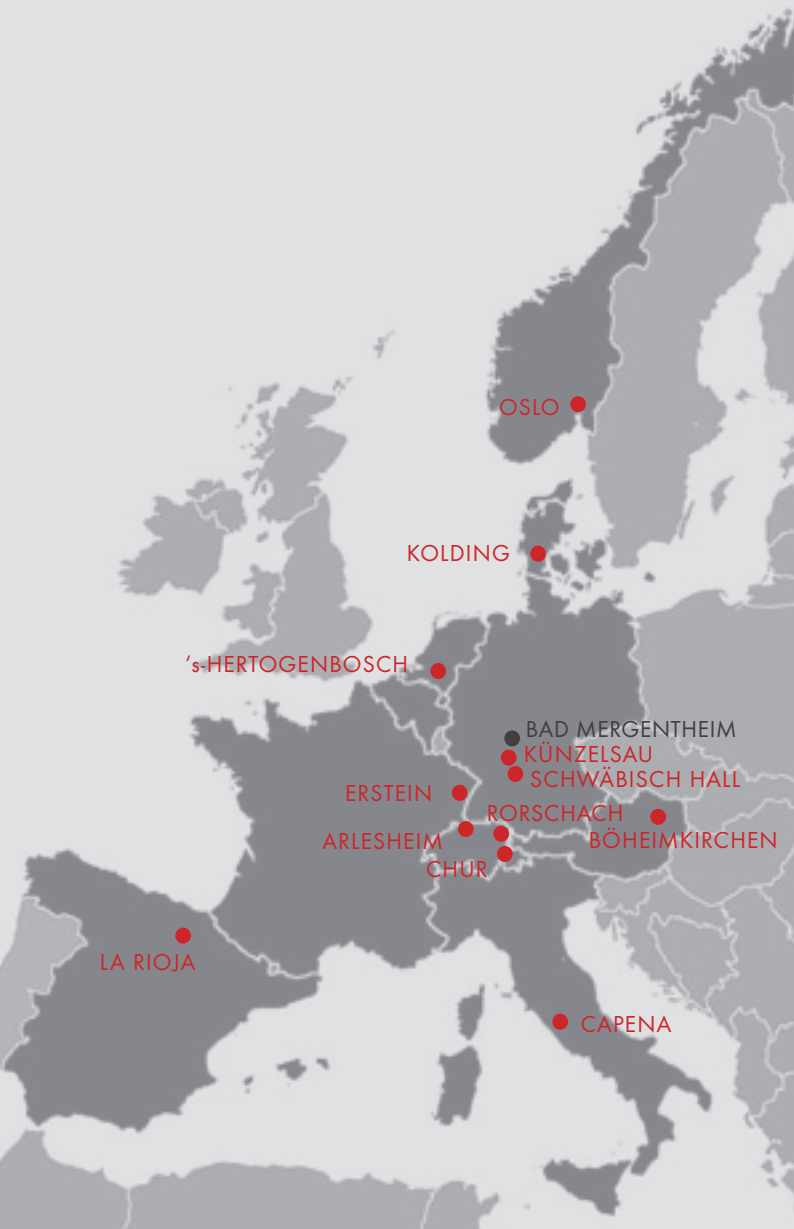 OSLO
KOLDING
‘s-HERTOGENBOSCH
BAD MERGENTHEIM
KÜNZELSAU
SCHWÄBISCH HALL
ERSTEIN
RORSCHACH
ARLESHEIM
BÖHEIMKIRCHEN
CHUR
LA RIOJA
CAPENA